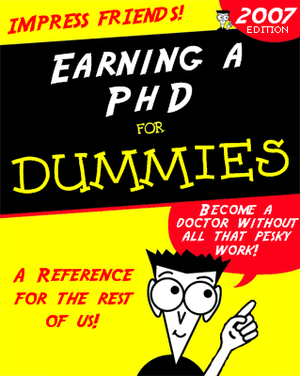 IMPRESS FRIENDS!
2007
EDITION
EARNING A
PHD
FOR
DUMMIES
BECOME A
DOCTOR WITHOUT
ALL THAT PESKY
WORK!
A REFERENCE
FOR THE REST
OF US!